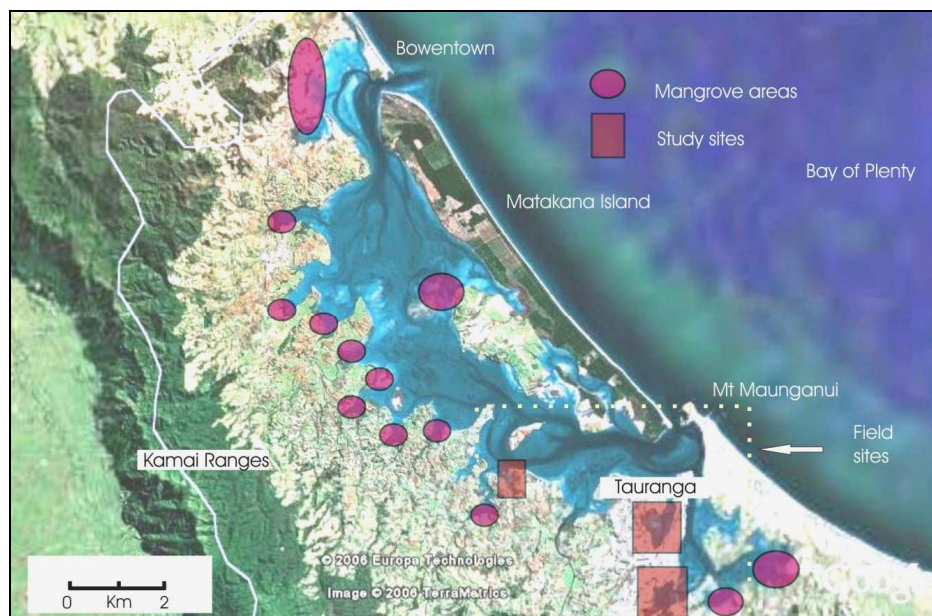 Bowentown
Mangrove areas
Study sites
Bay of Plenty
Matakana Island
Mt Maunganui
Field
sites
Kamai Ranges
Tauranga
© 2006 Europa Technologies
Image © 2006 TerraMetrics
0 Km 2